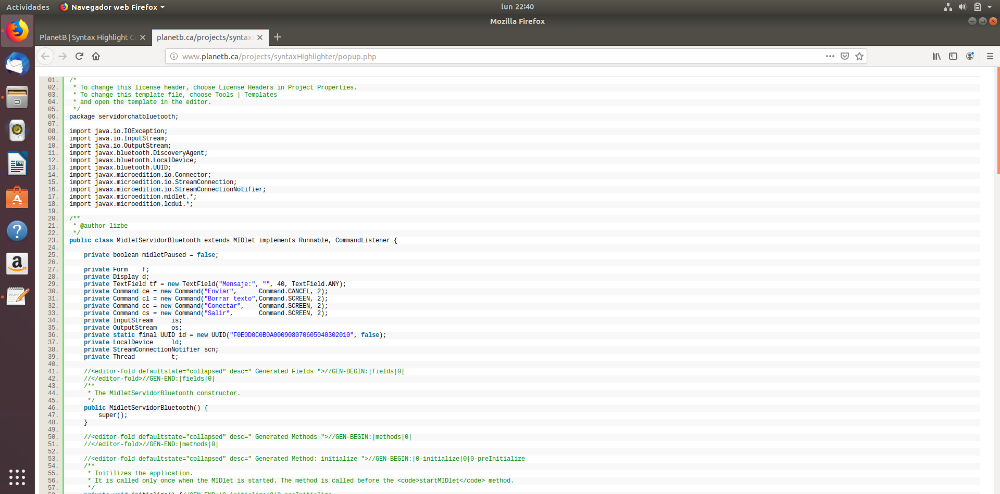 Actividades Navegador web Firefox lun 22:40
Mozilla Firefox
PlanetB | Syntax Highlight planetb.ca/projects/syntax
www.planetb.ca/projects/syntaxHighlighter/popup.php
01. /*
02. * To change this license header, choose License Headers in Project Properties.
03. * To change this template file, choose Tools | Templates
04. * and open the template in the editor.
05. */
06. package servidorchatbluetooth;
07.
08. import java.io.IOException;
09. import java.io.InputStream;
10. import java.io.OutputStream;
11. import javax.bluetooth.DiscoveryAgent;
12. import javax.bluetooth.LocalDevice;
13. import javax.bluetooth.UUID;
14. import javax.microedition.io.Connector;
15. import javax.microedition.io.StreamConnection;
16. import javax.microedition.io.StreamConnectionNotifier;
17. import javax.microedition.midlet.*;
18. import javax.microedition.lcdui.*;
19.
20. /**
21. * @author lizbe
22. */
23. public class MidletServidorBluetooth extends MIDlet implements Runnable, CommandListener {
24.
25. private boolean midletPaused = false;
26.
27. private Form f;
28. private Display d;
29. private TextField tf = new TextField("Mensaje:", "", 40, TextField.ANY);
30. private Command ce = new Command("Enviar", Command.CANCEL, 2);
31. private Command cl = new Command("Borrar texto",Command.SCREEN, 2);
32. private Command cc = new Command("Conectar", Command.SCREEN, 2);
33. private Command cs = new Command("Salir", Command.SCREEN, 2);
34. private InputStream is;
35. private OutputStream os;
36. private static final UUID id = new UUID("F0E0D0C0B0A000908070605040302010", false);
37. private LocalDevice ld;
38. private StreamConnectionNotifier scn;
39. private Thread t;
40.
41. //<editor-fold defaultstate="collapsed" desc=" Generated Fields ">//GEN-BEGIN:|fields|0|
42. //</editor-fold>//GEN-END:|fields|0|
43. /**
44. * The MidletServidorBluetooth constructor.
45. */
46. public MidletServidorBluetooth() {
47. super();
48. }
49.
50. //<editor-fold defaultstate="collapsed" desc=" Generated Methods ">//GEN-BEGIN:|methods|0|
51. //</editor-fold>//GEN-END:|methods|0|
52.
53. //<editor-fold defaultstate="collapsed" desc=" Generated Method: initialize ">//GEN-BEGIN:|0-initialize|0|0-preInitialize
54. /**
55. * Initilizes the application.
56. * It is called only once when the MIDlet is started. The method is called before the <code>startMIDlet</code> method.
57. */